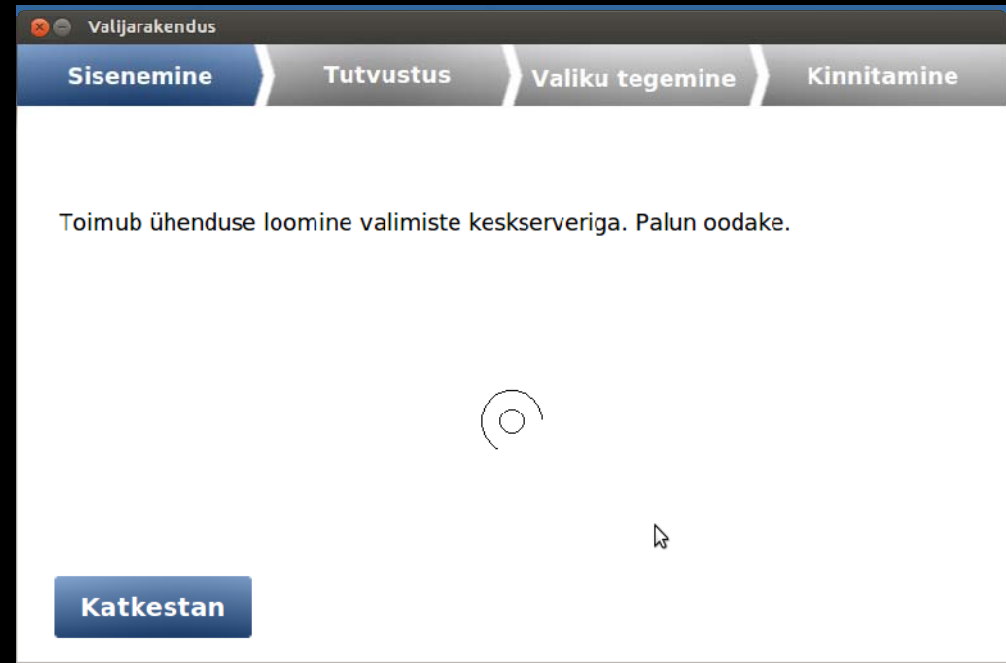 Valijarakendus
Sisenemine Tutvustus Valiku tegemine Kinnitamine
Toimub ühenduse loomine valimiste keskserveriga. Palun oodake.
Katkestan